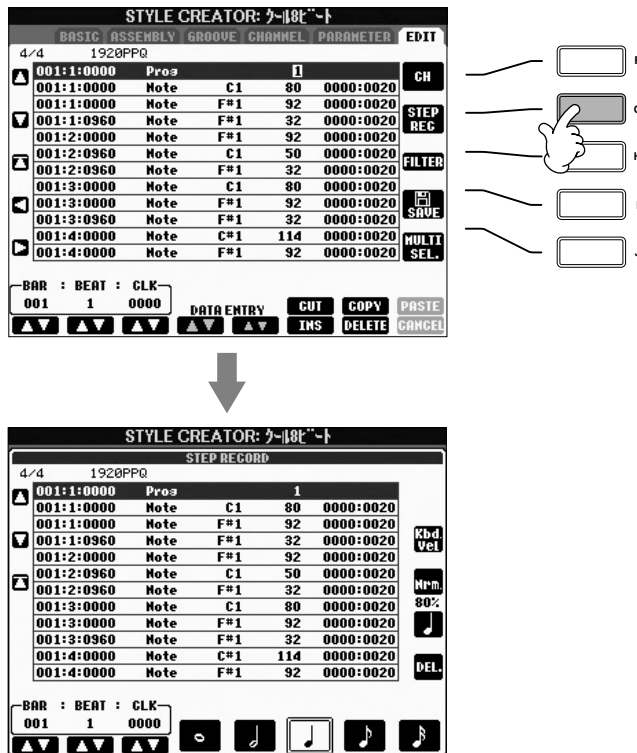 STYLE CREATOR: クール8ビート
BASIC ASSEMBLY GROOVE CHANNEL PARAMETER EDIT
4/4 1920PPQ
001:1:0000 Prog 1
001:1:0000 Note C1 80 0000:0020
001:1:0000 Note F#1 92 0000:0020
001:1:0960 Note F#1 32 0000:0020
001:2:0000 Note F#1 92 0000:0020
001:2:0960 Note C1 50 0000:0020
001:2:0960 Note F#1 32 0000:0020
001:3:0000 Note C1 80 0000:0020
001:3:0000 Note F#1 92 0000:0020
001:3:0960 Note F#1 32 0000:0020
001:4:0000 Note C#1 114 0000:0020
001:4:0000 Note F#1 92 0000:0020
CH
STEP
REC
FILTER
SAVE
MULTI
SEL.
BAR : BEAT : CLK
001 1 0000
DATA ENTRY
CUT COPY PASTE
INS DELETE CANCEL
STYLE CREATOR: クール8ビート
STEP RECORD
4/4 1920PPQ
001:1:0000 Prog 1
001:1:0000 Note C1 80 0000:0020
001:1:0000 Note F#1 92 0000:0020
001:1:0960 Note F#1 32 0000:0020
001:2:0000 Note F#1 92 0000:0020
001:2:0960 Note C1 50 0000:0020
001:2:0960 Note F#1 32 0000:0020
001:3:0000 Note C1 80 0000:0020
001:3:0000 Note F#1 92 0000:0020
001:3:0960 Note F#1 32 0000:0020
001:4:0000 Note C#1 114 0000:0020
001:4:0000 Note F#1 92 0000:0020
Kbd.
Vel
Nrm.
80%
DEL.
BAR : BEAT : CLK
001 1 0000